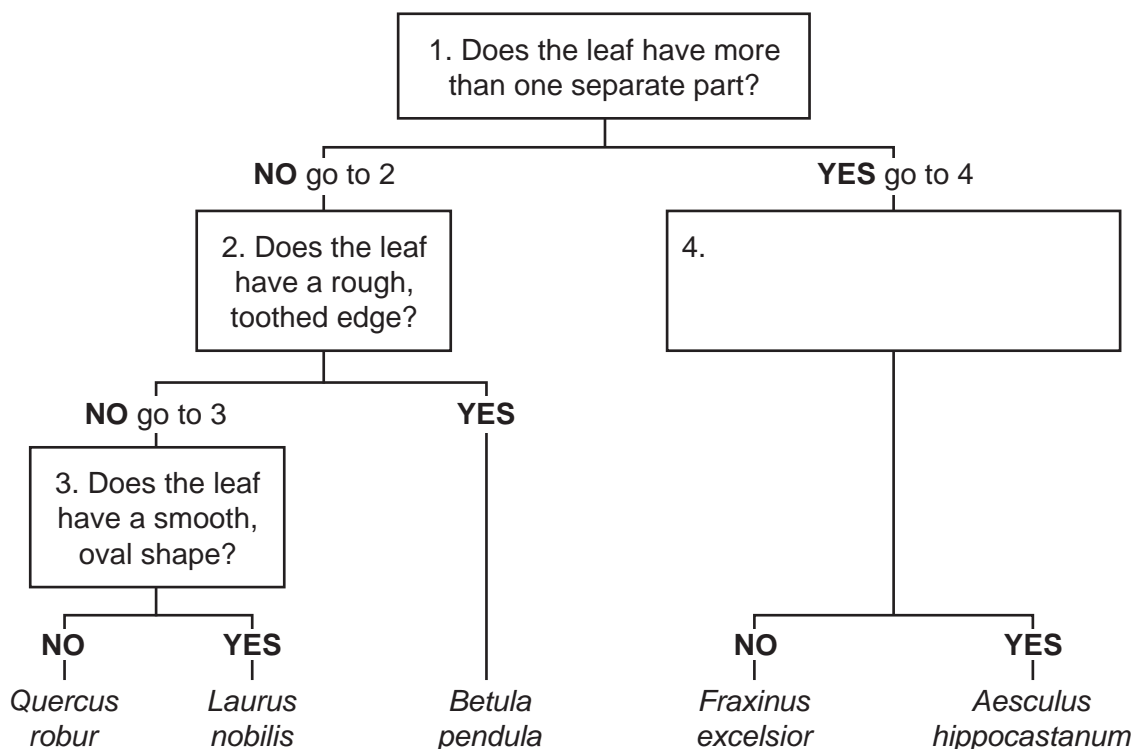 1. Does the leaf have more
than one separate part?
NO go to 2
YES go to 4
2. Does the leaf
have a rough,
toothed edge?
4.
NO go to 3
YES
3. Does the leaf
have a smooth,
oval shape?
NO
YES
NO
YES
Quercus
robur
Laurus
nobilis
Betula
pendula
Fraxinus
excelsior
Aesculus
hippocastanum